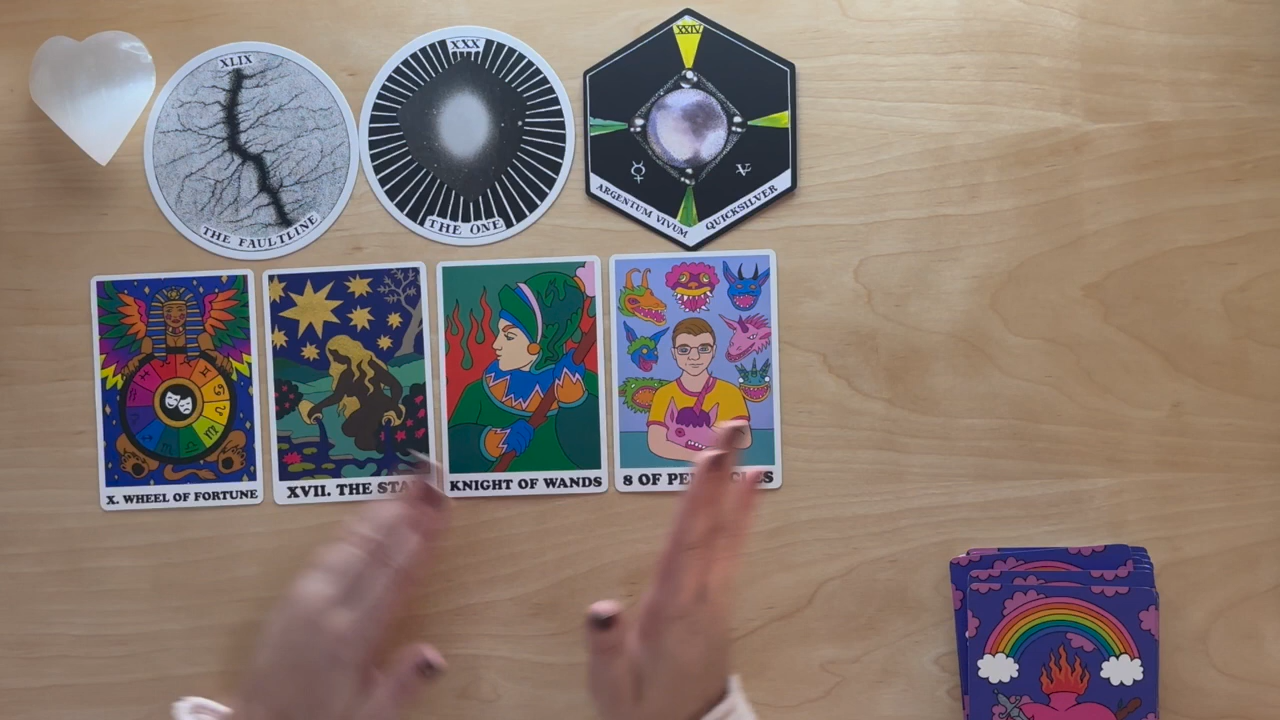 XLIX
THE FAULTLINE
XXX
THE ONE
XXIV
ARGENTUM VIVUM
QUICKSILVER
X. WHEEL OF FORTUNE
XVII. THE STA
KNIGHT OF WANDS
8 OF PE